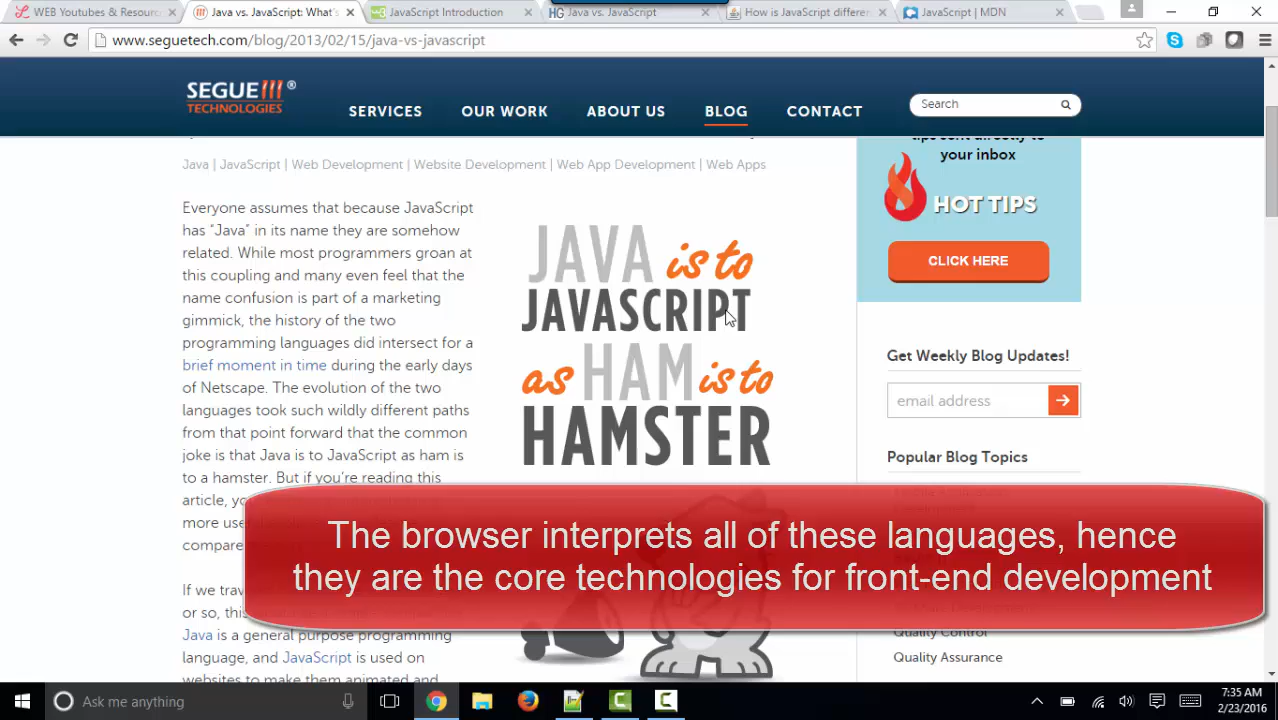 WEB Youtubes & Resourc
Java vs. JavaScript: What's
JavaScript Introduction
HG Java vs. JavaScript
How is JavaScript differen
JavaScript | MDN
www.seguetech.com/blog/2013/02/15/java-vs-javascript
SEGUE ®
TECHNOLOGIES
SERVICES
OUR WORK
ABOUT US
BLOG
CONTACT
Search
tips sent directly to
your inbox
HOT TIPS
CLICK HERE
Java | JavaScript | Web Development | Website Development | Web App Development | Web Apps
Everyone assumes that because JavaScript
has “Java” in its name they are somehow
related. While most programmers groan at
this coupling and many even feel that the
name confusion is part of a marketing
gimmick, the history of the two
programming languages did intersect for a
brief moment in time during the early days
of Netscape. The evolution of the two
languages took such wildly different paths
from that point forward that the common
joke is that Java is to JavaScript as ham is
to a hamster. But if you’re reading this
article, yo
more use
compare
If we trav
or so, this
Java is a general purpose programming
language, and JavaScript is used on
websites to make them animated and
JAVA is to
JAVASCRIPT
as HAM is to
HAMSTER
Get Weekly Blog Updates!
email address
Popular Blog Topics
The browser interprets all of these languages, hence
they are the core technologies for front-end development
Quality Control
Quality Assurance
Ask me anything
7:35 AM
2/23/2016